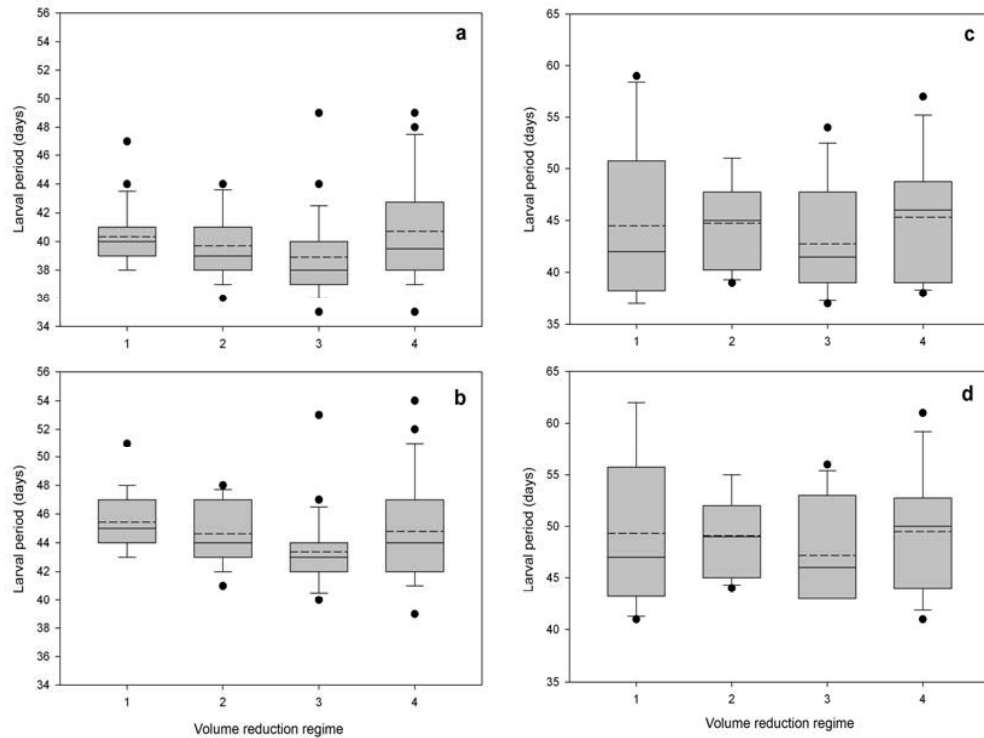 a
Larval period (days)
56
54
52
50
48
46
44
42
40
38
36
34
1 2 3 4
c
Larval period (days)
65
60
55
50
45
40
35
1 2 3 4
b
Larval period (days)
56
54
52
50
48
46
44
42
40
38
36
34
1 2 3 4
Volume reduction regime
d
Larval period (days)
65
60
55
50
45
40
35
1 2 3 4
Volume reduction regime